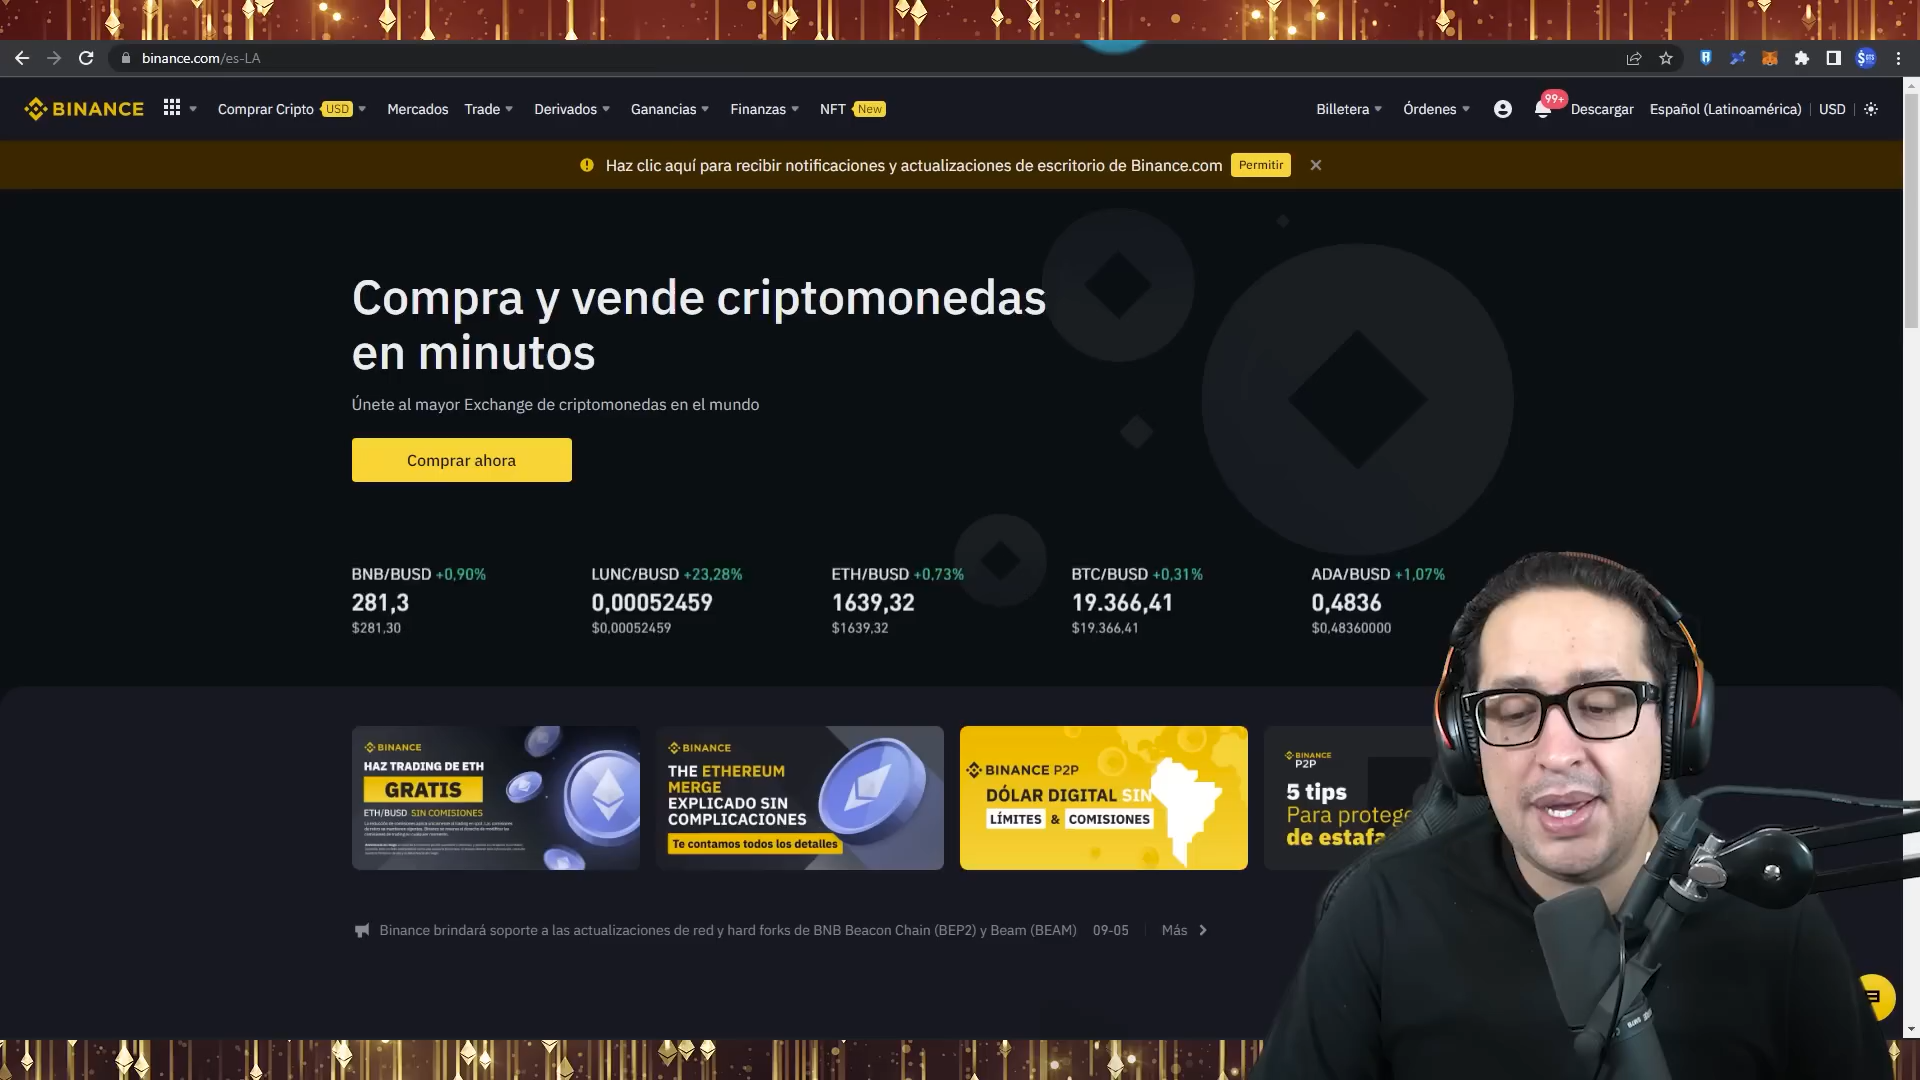 binance.com/es-LA
BINANCE
Comprar Cripto USD
Mercados
Trade
Derivados
Ganancias
Finanzas
NFT New
Billetera
Órdenes
99+
Descargar
Español (Latinoamérica)
USD
Haz clic aquí para recibir notificaciones y actualizaciones de escritorio de Binance.com
Permitir
Compra y vende criptomonedas
en minutos
Únete al mayor Exchange de criptomonedas en el mundo
Comprar ahora
BNB/BUSD +0,90%
281,3
$281,30
LUNC/BUSD +23,28%
0,00052459
$0,00052459
ETH/BUSD +0,73%
1639,32
$1639,32
BTC/BUSD +0,31%
19.366,41
$19.366,41
ADA/BUSD +1,07%
0,4836
$0,48360000
BINANCE
HAZ TRADING DE ETH
GRATIS
ETH/BUSD SIN COMISIONES
BINANCE
THE ETHEREUM
MERGE
EXPLICADO SIN
COMPLICACIONES
Te contamos todos los detalles
BINANCE P2P
DÓLAR DIGITAL SIN
LÍMITES & COMISIONES
BINANCE
P2P
5 tips
Para protege
de estafa
Binance brindará soporte a las actualizaciones de red y hard forks de BNB Beacon Chain (BEP2) y Beam (BEAM) 09-05
Más